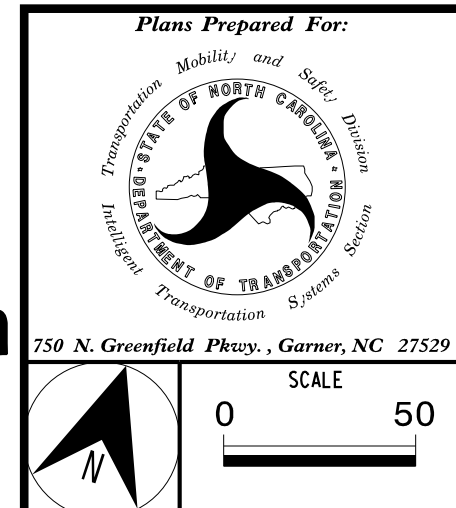 Plans Prepared For:
Transportation Mobility and Safety Division
STATE OF NORTH CAROLINA
DEPARTMENT OF TRANSPORTATION
Intelligent Transportation Systems Section
750 N. Greenfield Pkwy. , Garner, NC 27529
SCALE
0 50
N